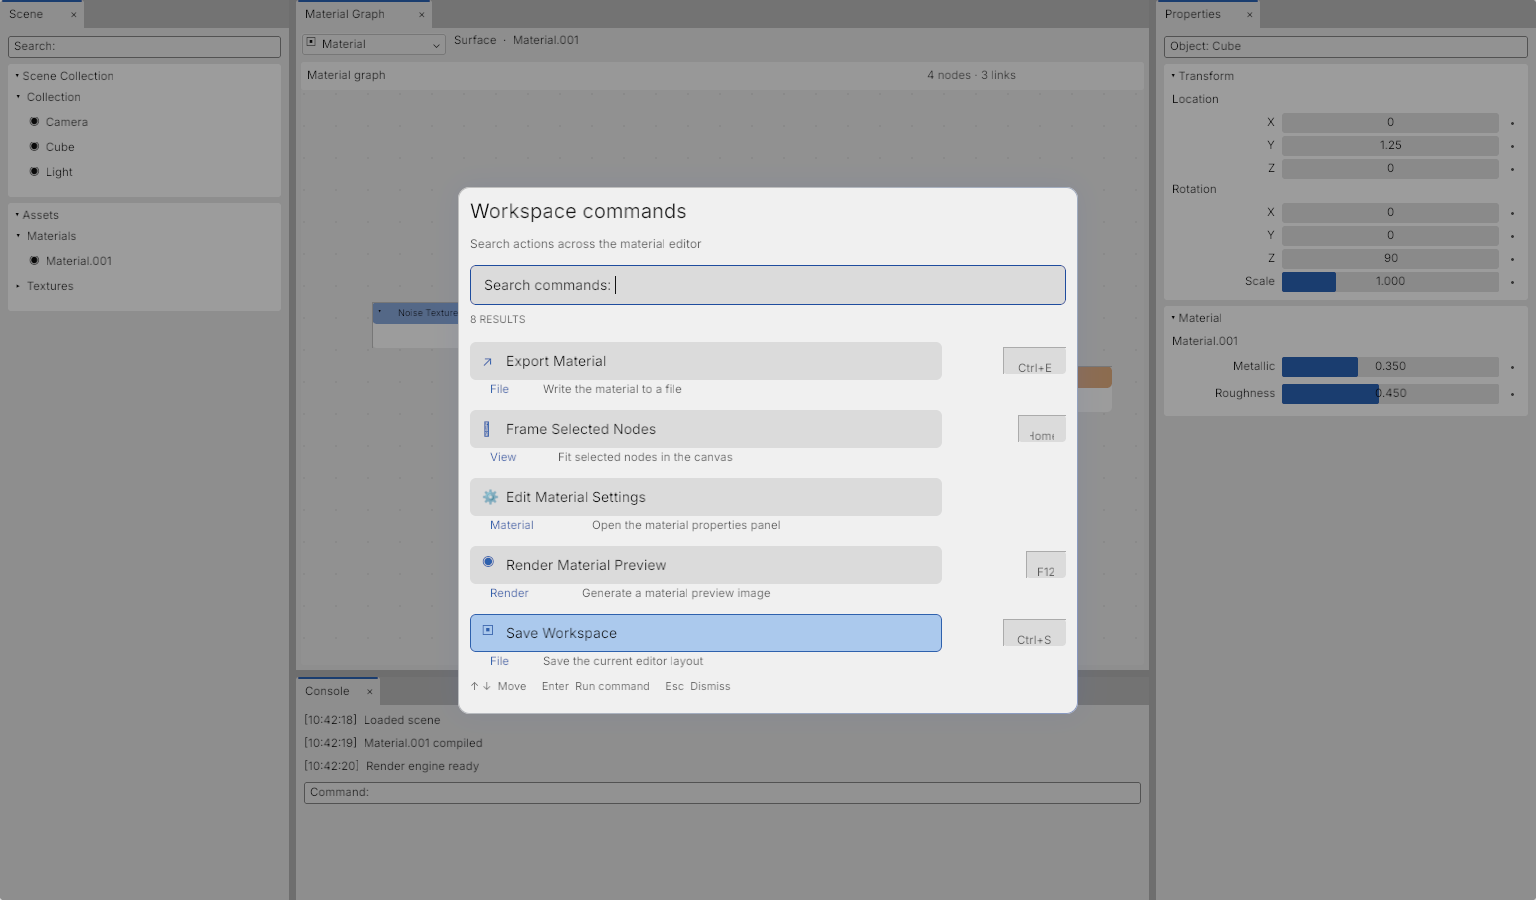 Scene ×
Search:
Scene Collection
Collection
Camera
Cube
Light
Assets
Materials
Material.001
Textures
Material Graph ×
Material
Surface · Material.001
Material graph
4 nodes · 3 links
Noise Texture
Workspace commands
Search actions across the material editor
Search commands:
8 RESULTS
Export Material
Ctrl+E
File Write the material to a file
Frame Selected Nodes
Home
View Fit selected nodes in the canvas
Edit Material Settings
Material Open the material properties panel
Render Material Preview
F12
Render Generate a material preview image
Save Workspace
Ctrl+S
File Save the current editor layout
↑ ↓ Move Enter Run command Esc Dismiss
Console ×
[10:42:18] Loaded scene
[10:42:19] Material.001 compiled
[10:42:20] Render engine ready
Command:
Properties ×
Object: Cube
Transform
Location
X 0
Y 1.25
Z 0
Rotation
X 0
Y 0
Z 90
Scale 1.000
Material
Material.001
Metallic 0.350
Roughness 0.450